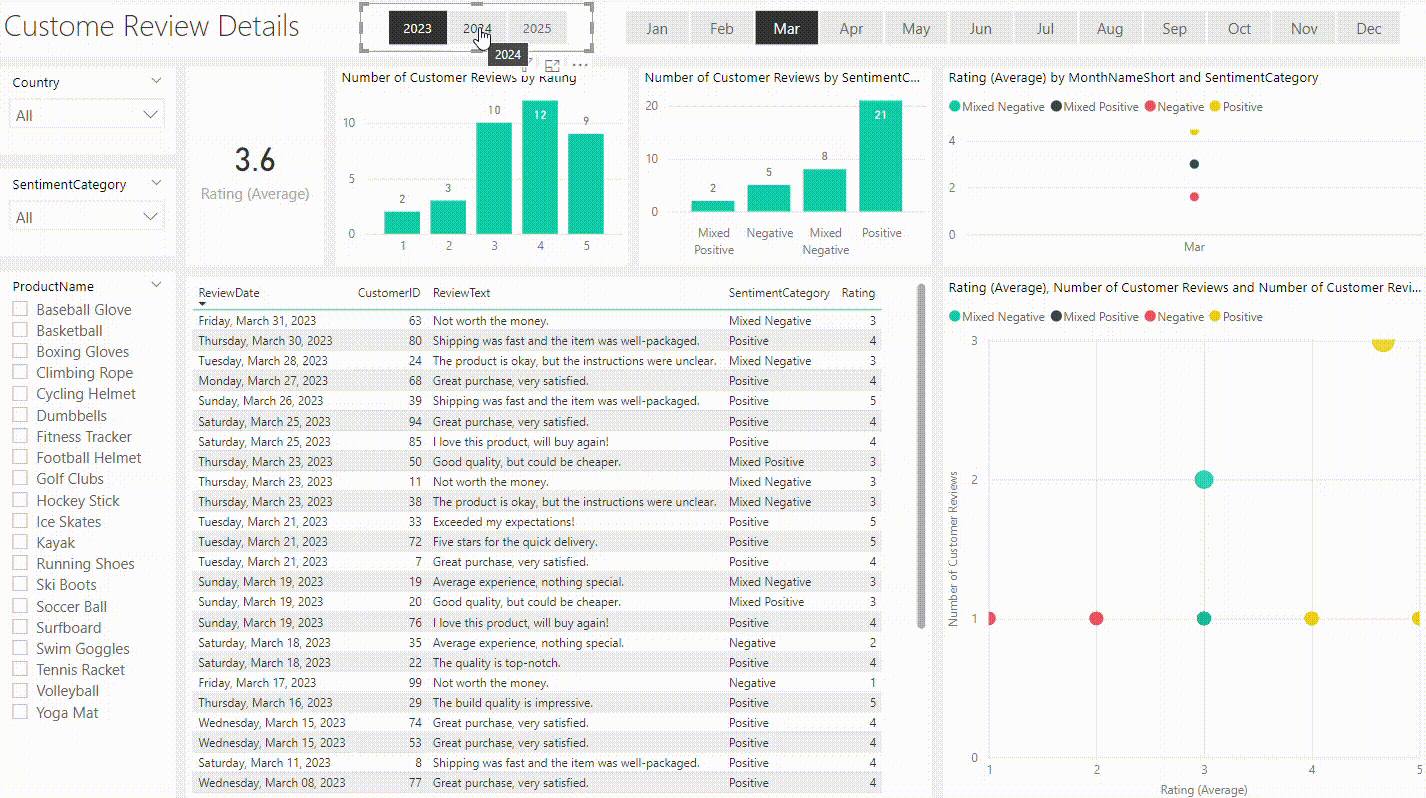 Custome Review Details
2023 2024 2025
2024
Jan Feb Mar Apr May Jun Jul Aug Sep Oct Nov Dec
Country
All
SentimentCategory
All
ProductName
Baseball Glove
Basketball
Boxing Gloves
Climbing Rope
Cycling Helmet
Dumbbells
Fitness Tracker
Football Helmet
Golf Clubs
Hockey Stick
Ice Skates
Kayak
Running Shoes
Ski Boots
Soccer Ball
Surfboard
Swim Goggles
Tennis Racket
Volleyball
Yoga Mat
3.6
Rating (Average)
Number of Customer Reviews by Rating
10
5
0
2 3 10 12 9
1 2 3 4 5
Number of Customer Reviews by SentimentC...
20
10
0
2 5 8 21
Mixed Positive Negative Mixed Negative Positive
Rating (Average) by MonthNameShort and SentimentCategory
Mixed Negative Mixed Positive Negative Positive
4
2
0
Mar
ReviewDate CustomerID ReviewText SentimentCategory Rating
Friday, March 31, 2023 63 Not worth the money. Mixed Negative 3
Thursday, March 30, 2023 80 Shipping was fast and the item was well-packaged. Positive 4
Tuesday, March 28, 2023 24 The product is okay, but the instructions were unclear. Mixed Negative 3
Monday, March 27, 2023 68 Great purchase, very satisfied. Positive 4
Sunday, March 26, 2023 39 Shipping was fast and the item was well-packaged. Positive 5
Saturday, March 25, 2023 94 Great purchase, very satisfied. Positive 4
Saturday, March 25, 2023 85 I love this product, will buy again! Positive 4
Thursday, March 23, 2023 50 Good quality, but could be cheaper. Mixed Positive 3
Thursday, March 23, 2023 11 Not worth the money. Mixed Negative 3
Thursday, March 23, 2023 38 The product is okay, but the instructions were unclear. Mixed Negative 3
Tuesday, March 21, 2023 33 Exceeded my expectations! Positive 5
Tuesday, March 21, 2023 72 Five stars for the quick delivery. Positive 5
Tuesday, March 21, 2023 7 Great purchase, very satisfied. Positive 4
Sunday, March 19, 2023 19 Average experience, nothing special. Mixed Negative 3
Sunday, March 19, 2023 20 Good quality, but could be cheaper. Mixed Positive 3
Sunday, March 19, 2023 76 I love this product, will buy again! Positive 4
Saturday, March 18, 2023 35 Average experience, nothing special. Negative 2
Saturday, March 18, 2023 22 The quality is top-notch. Positive 4
Friday, March 17, 2023 99 Not worth the money. Negative 1
Thursday, March 16, 2023 29 The build quality is impressive. Positive 5
Wednesday, March 15, 2023 74 Great purchase, very satisfied. Positive 4
Wednesday, March 15, 2023 53 Great purchase, very satisfied. Positive 4
Saturday, March 11, 2023 8 Shipping was fast and the item was well-packaged. Positive 4
Wednesday, March 08, 2023 77 Great purchase, very satisfied. Positive 4
Rating (Average), Number of Customer Reviews and Number of Customer Revi...
Mixed Negative Mixed Positive Negative Positive
Number of Customer Reviews
3
2
1
0
1 2 3 4 5
Rating (Average)